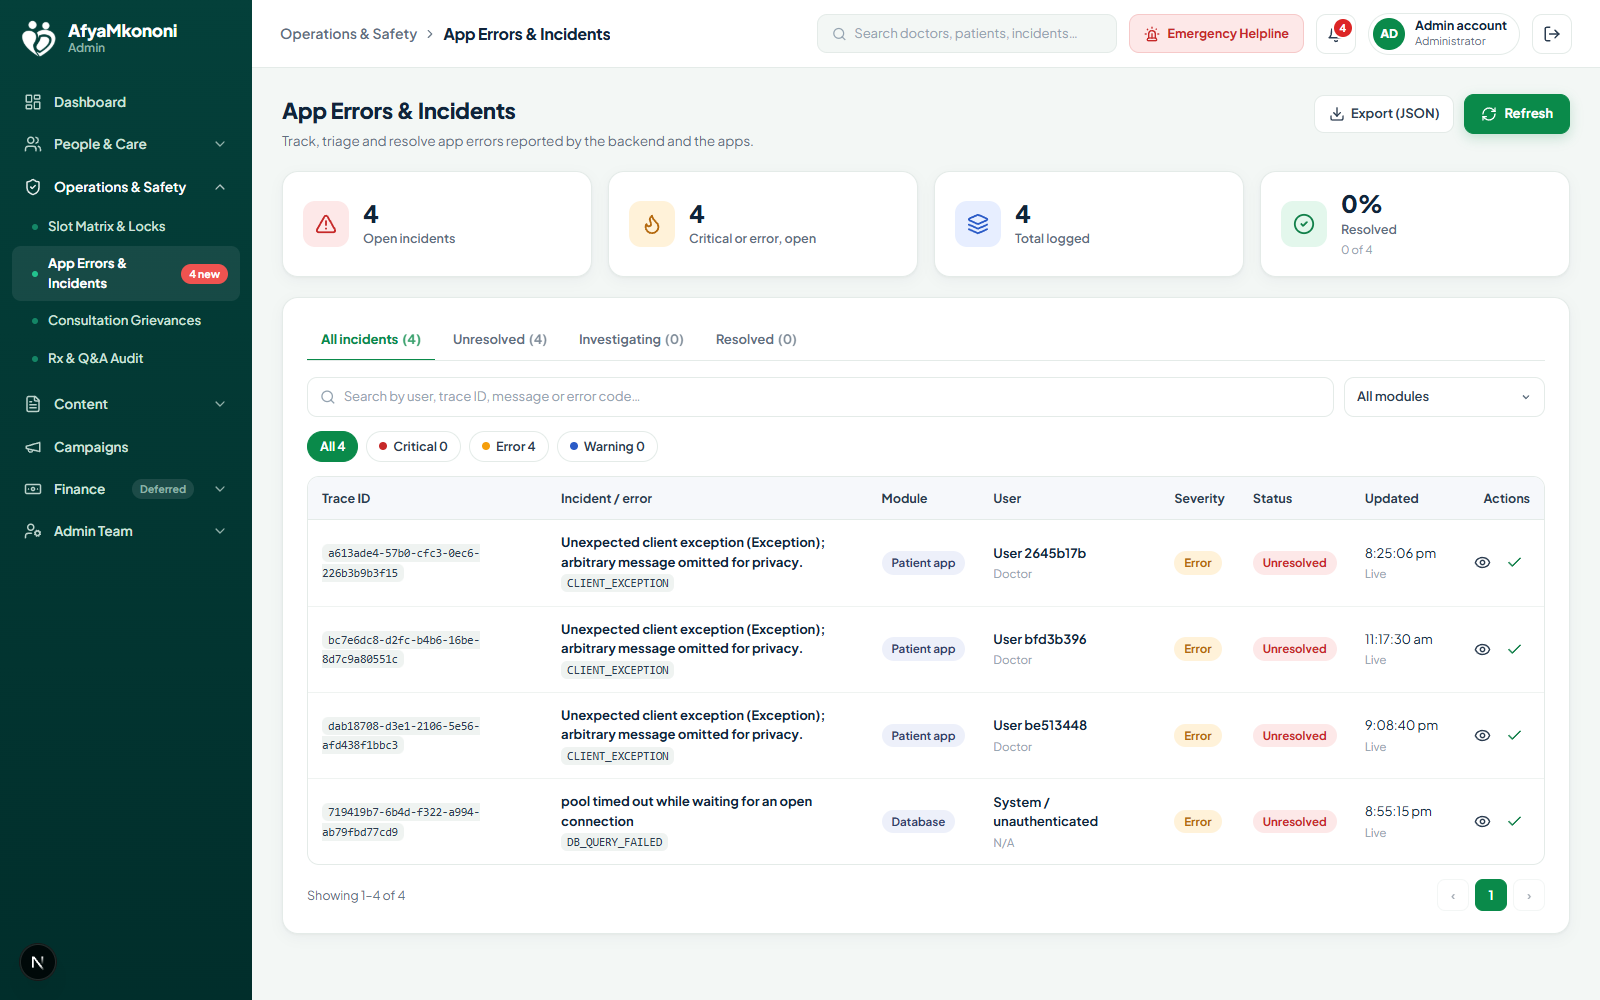 AfyaMkononi
Admin
Dashboard
People & Care
Operations & Safety
Slot Matrix & Locks
App Errors &
Incidents
4 new
Consultation Grievances
Rx & Q&A Audit
Content
Campaigns
Finance
Deferred
Admin Team
N
Operations & Safety › App Errors & Incidents
Search doctors, patients, incidents...
Emergency Helpline
4
AD
Admin account
Administrator
App Errors & Incidents
Track, triage and resolve app errors reported by the backend and the apps.
Export (JSON)
Refresh
4
Open incidents
4
Critical or error, open
4
Total logged
0%
Resolved
0 of 4
All incidents (4)
Unresolved (4)
Investigating (0)
Resolved (0)
Search by user, trace ID, message or error code...
All modules
All 4
Critical 0
Error 4
Warning 0
Trace ID
Incident / error
Module
User
Severity
Status
Updated
Actions
a613ade4-57b0-cfc3-0ec6-
226b3b9b3f15
Unexpected client exception (Exception);
arbitrary message omitted for privacy.
CLIENT_EXCEPTION
Patient app
User 2645b17b
Doctor
Error
Unresolved
8:25:06 pm
Live
bc7e6dc8-d2fc-b4b6-16be-
8d7c9a80551c
Unexpected client exception (Exception);
arbitrary message omitted for privacy.
CLIENT_EXCEPTION
Patient app
User bfd3b396
Doctor
Error
Unresolved
11:17:30 am
Live
dab18708-d3e1-2106-5e56-
afd438f1bbc3
Unexpected client exception (Exception);
arbitrary message omitted for privacy.
CLIENT_EXCEPTION
Patient app
User be513448
Doctor
Error
Unresolved
9:08:40 pm
Live
719419b7-6b4d-f322-a994-
ab79fbd77cd9
pool timed out while waiting for an open
connection
DB_QUERY_FAILED
Database
System /
unauthenticated
N/A
Error
Unresolved
8:55:15 pm
Live
Showing 1–4 of 4
‹
1
›